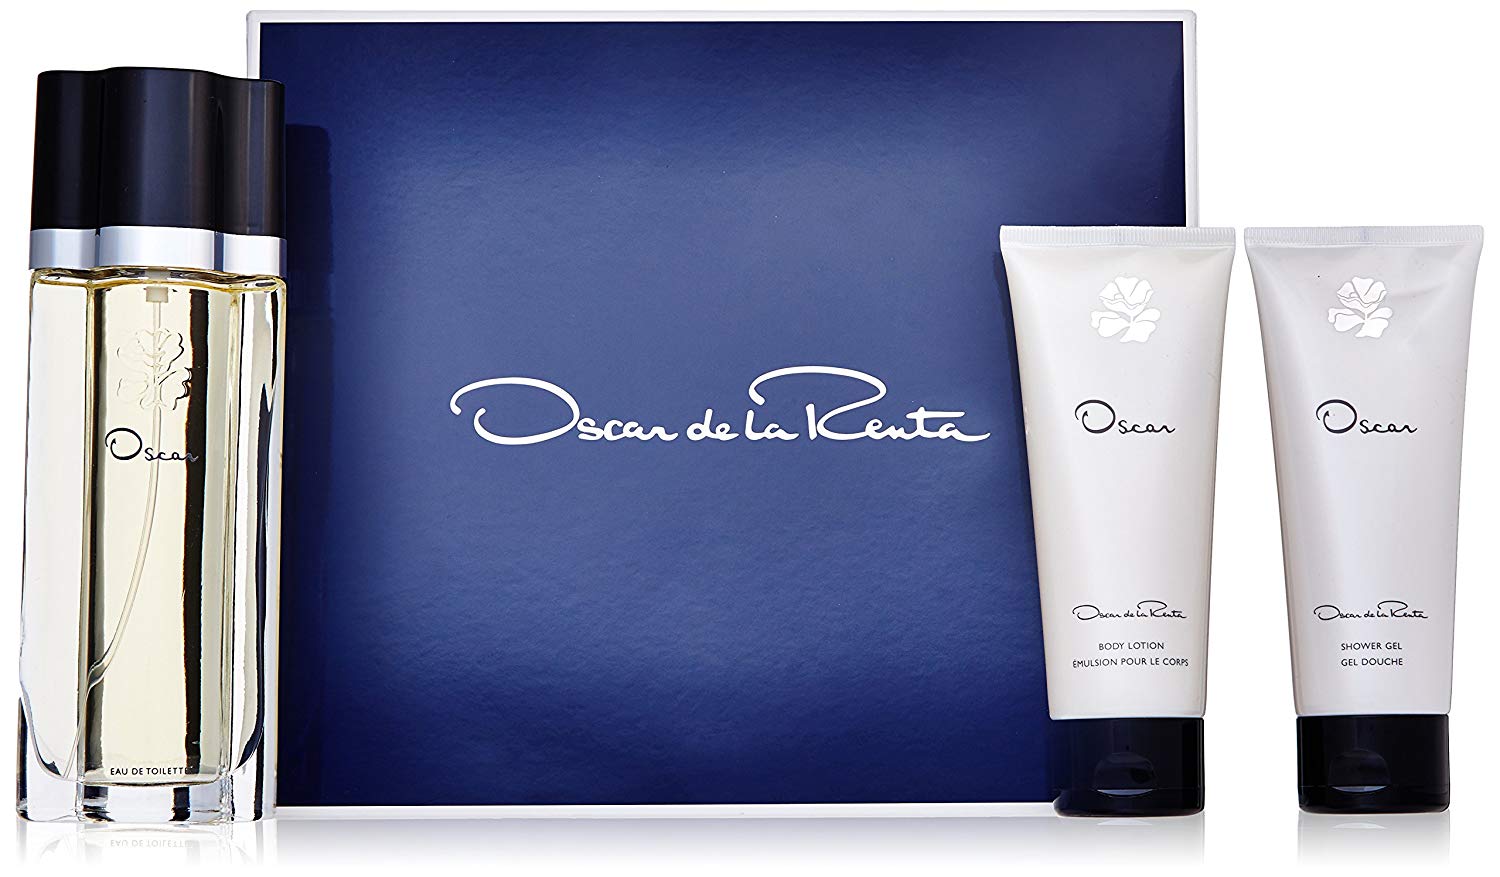 Oscar
EAU DE TOILETTE
Oscar de la Renta
Oscar
Oscar de la Renta
BODY LOTION
ÉMULSION POUR LE CORPS
Oscar
Oscar de la Renta
SHOWER GEL
GEL DOUCHE